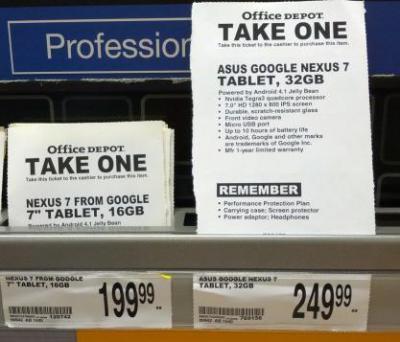 Profession
Office DEPOT
TAKE ONE
Take this ticket to the cashier to purchase this item.
ASUS GOOGLE NEXUS 7
TABLET, 32GB
Powered by Android 4.1 Jelly Bean
• Nvidia Tegra3 quadcore processor
• 7.0" HD 1280 x 800 IPS screen
• Durable, scratch-resistant glass
• Front video camera
• Micro USB port
• Up to 10 hours of battery life
• Android, Google and other marks
are trademarks of Google Inc.
• Mfr 1-year limited warranty
REMEMBER
• Performance Protection Plan
• Carrying case; Screen protector
• Power adaptor; Headphones
Office DEPOT
TAKE ONE
Take this ticket to the cashier to purchase this item.
NEXUS 7 FROM GOOGLE
7" TABLET, 16GB
Powered by Android 4.1 Jelly Bean
NEXUS 7 FROM GOOGLE
7" TABLET, 16GB
199 99
ASUS GOOGLE NEXUS 7
TABLET, 32GB
249 99